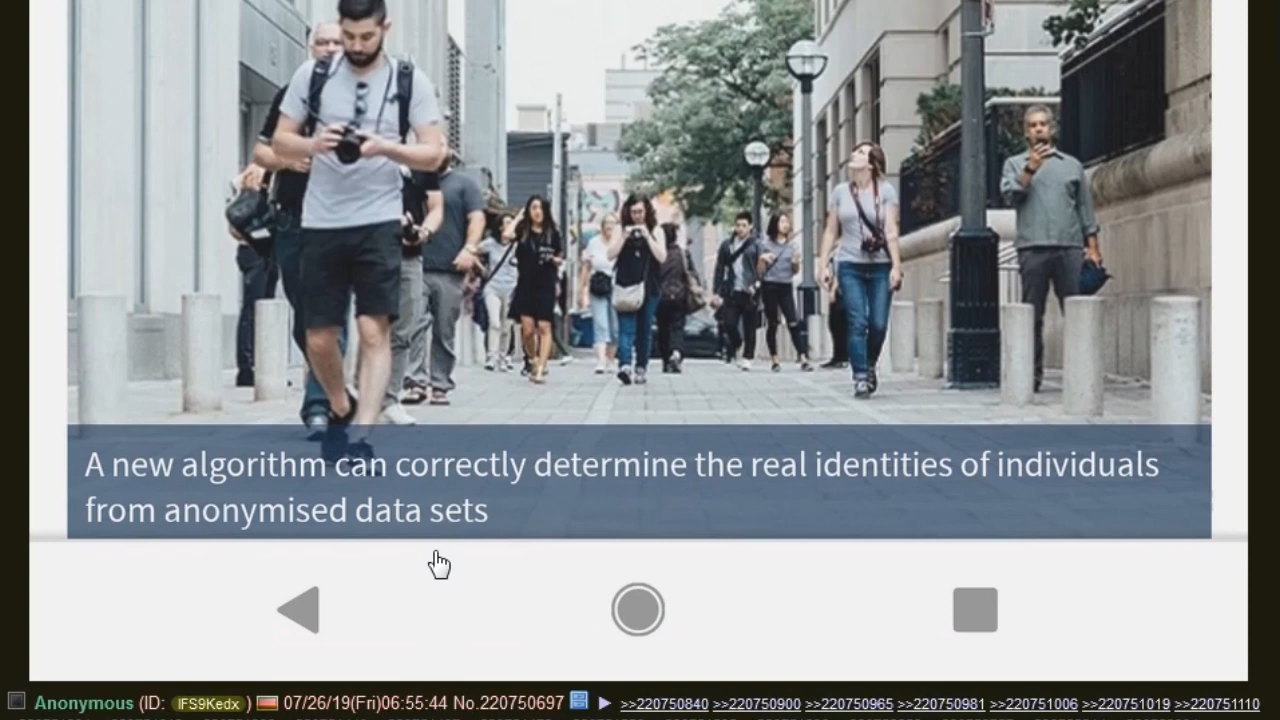 A new algorithm can correctly determine the real identities of individuals
from anonymised data sets
Anonymous (ID: IFS9Kedx) 07/26/19(Fri)06:55:44 No.220750697 >>220750840 >>220750900 >>220750965 >>220750981 >>220751006 >>220751019 >>220751110